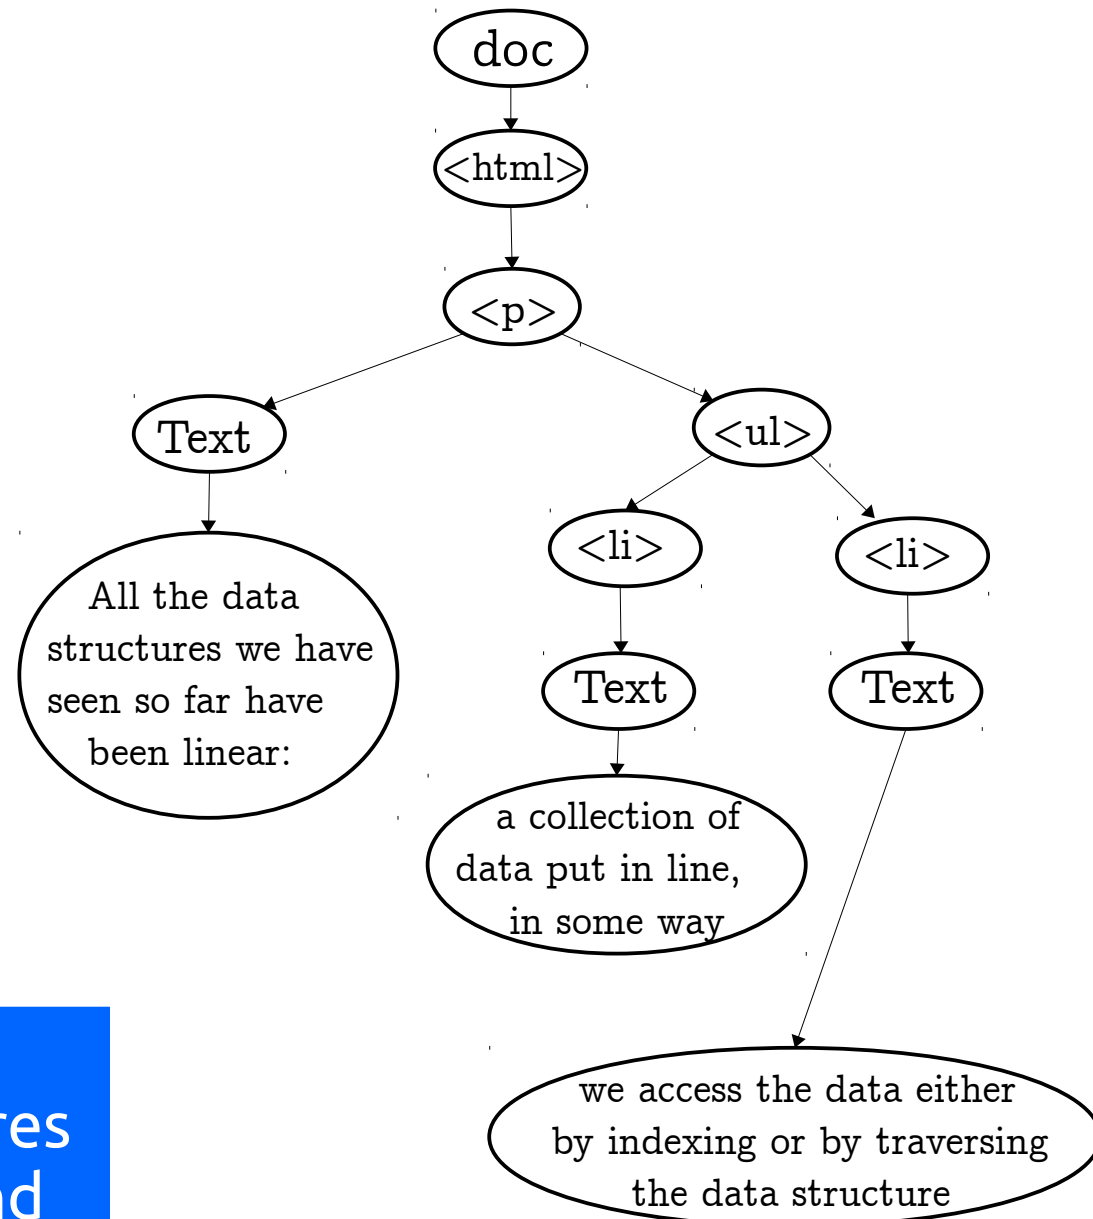 doc
<html>
<p>
Text
<ul>
<li>
<li>
All the data
structures we have
seen so far have
been linear:
Text
Text
a collection of
data put in line,
in some way
we access the data either
by indexing or by traversing
the data structure